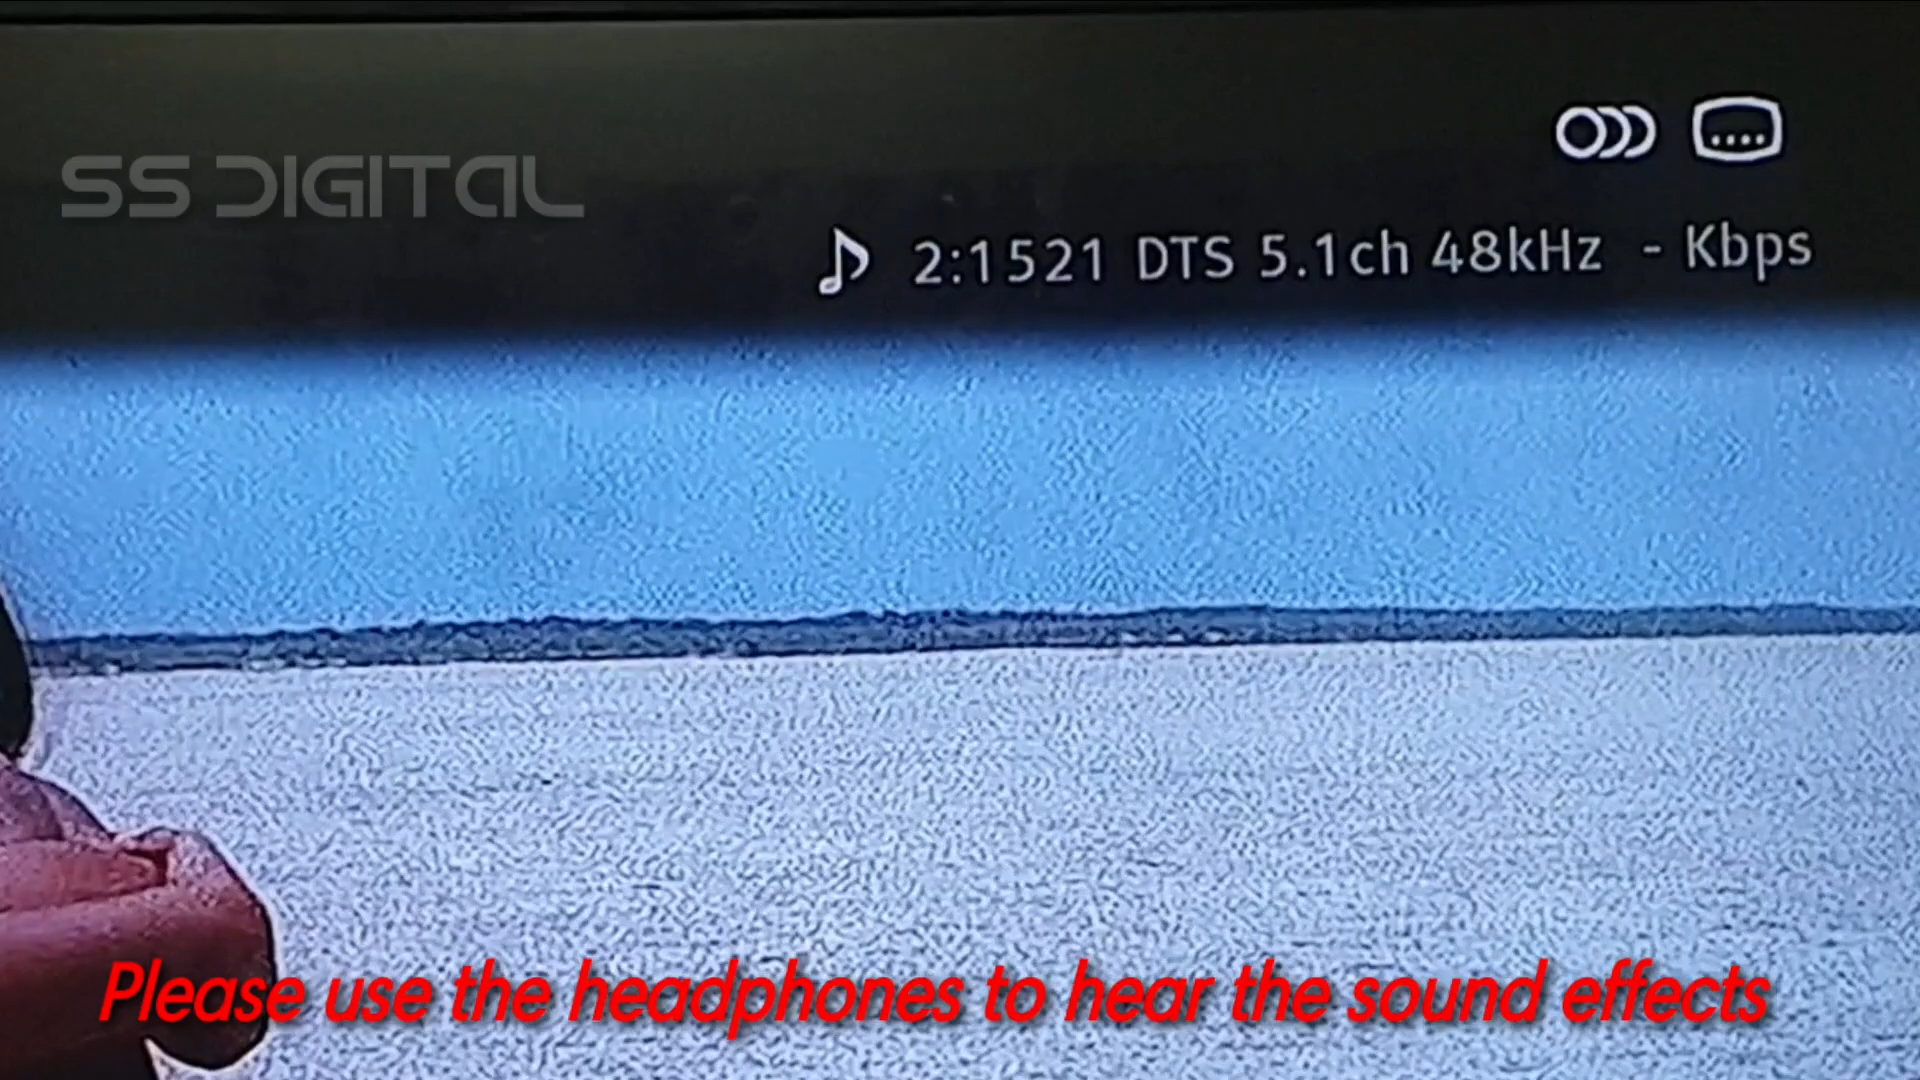 SS DIGITAL
2:1521 DTS 5.1ch 48kHz - Kbps
Please use the headphones to hear the sound effects